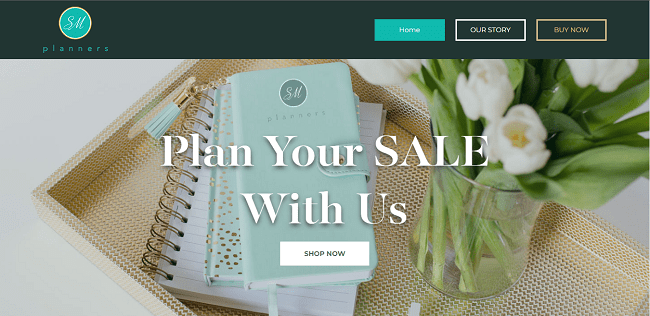 SM
planners
Home
OUR STORY
BUY NOW
SM
planners
Plan Your SALE
With Us
SHOP NOW